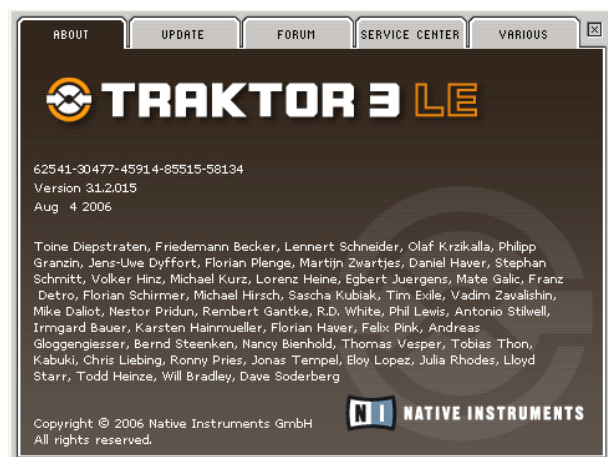 ABOUT UPDATE FORUM SERVICE CENTER VARIOUS
TRAKTOR 3 LE
62541-30477-45914-85515-58134
Version 3.1.2.015
Aug 4 2006
Toine Diepstraten, Friedemann Becker, Lennert Schneider, Olaf Krzikalla, Philipp
Granzin, Jens-Uwe Dyffort, Florian Plenge, Martijn Zwartjes, Daniel Haver, Stephan
Schmitt, Volker Hinz, Michael Kurz, Lorenz Heine, Egbert Juergens, Mate Galic, Franz
Detro, Florian Schirmer, Michael Hirsch, Sascha Kubiak, Tim Exile, Vadim Zavalishin,
Mike Daliot, Nestor Pridun, Rembert Gantke, R.D. White, Phil Lewis, Antonio Stilwell,
Irmgard Bauer, Karsten Hainmueller, Florian Haver, Felix Pink, Andreas
Gloggengiesser, Bernd Steenken, Nancy Bienhold, Thomas Vesper, Tobias Thon,
Kabuki, Chris Liebing, Ronny Pries, Jonas Tempel, Eloy Lopez, Julia Rhodes, Lloyd
Starr, Todd Heinze, Will Bradley, Dave Soderberg
NI NATIVE INSTRUMENTS
Copyright © 2006 Native Instruments GmbH
All rights reserved.